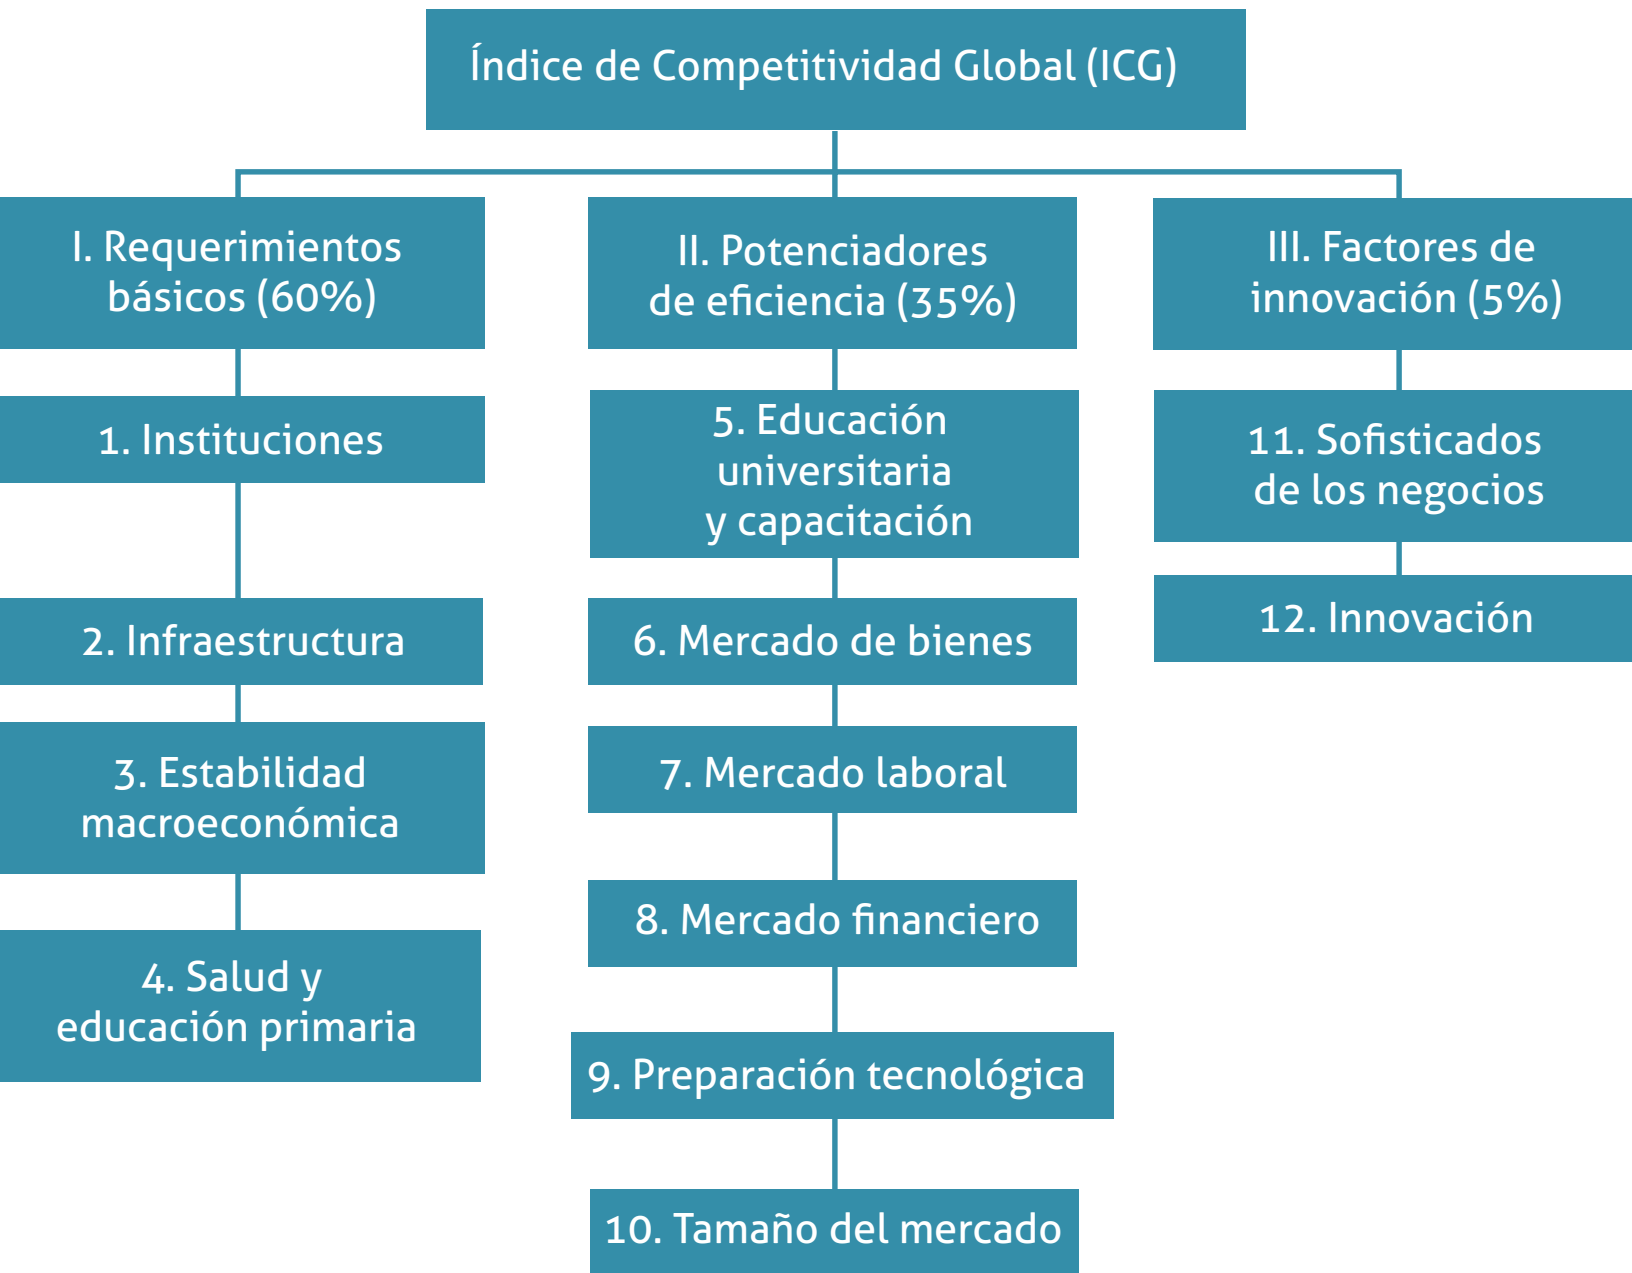 Índice de Competitividad Global (ICG)
I. Requerimientos
básicos (60%)
1. Instituciones
2. Infraestructura
3. Estabilidad
macroeconómica
4. Salud y
educación primaria
II. Potenciadores
de eficiencia (35%)
5. Educación
universitaria
y capacitación
6. Mercado de bienes
7. Mercado laboral
8. Mercado financiero
9. Preparación tecnológica
10. Tamaño del mercado
III. Factores de
innovación (5%)
11. Sofisticados
de los negocios
12. Innovación